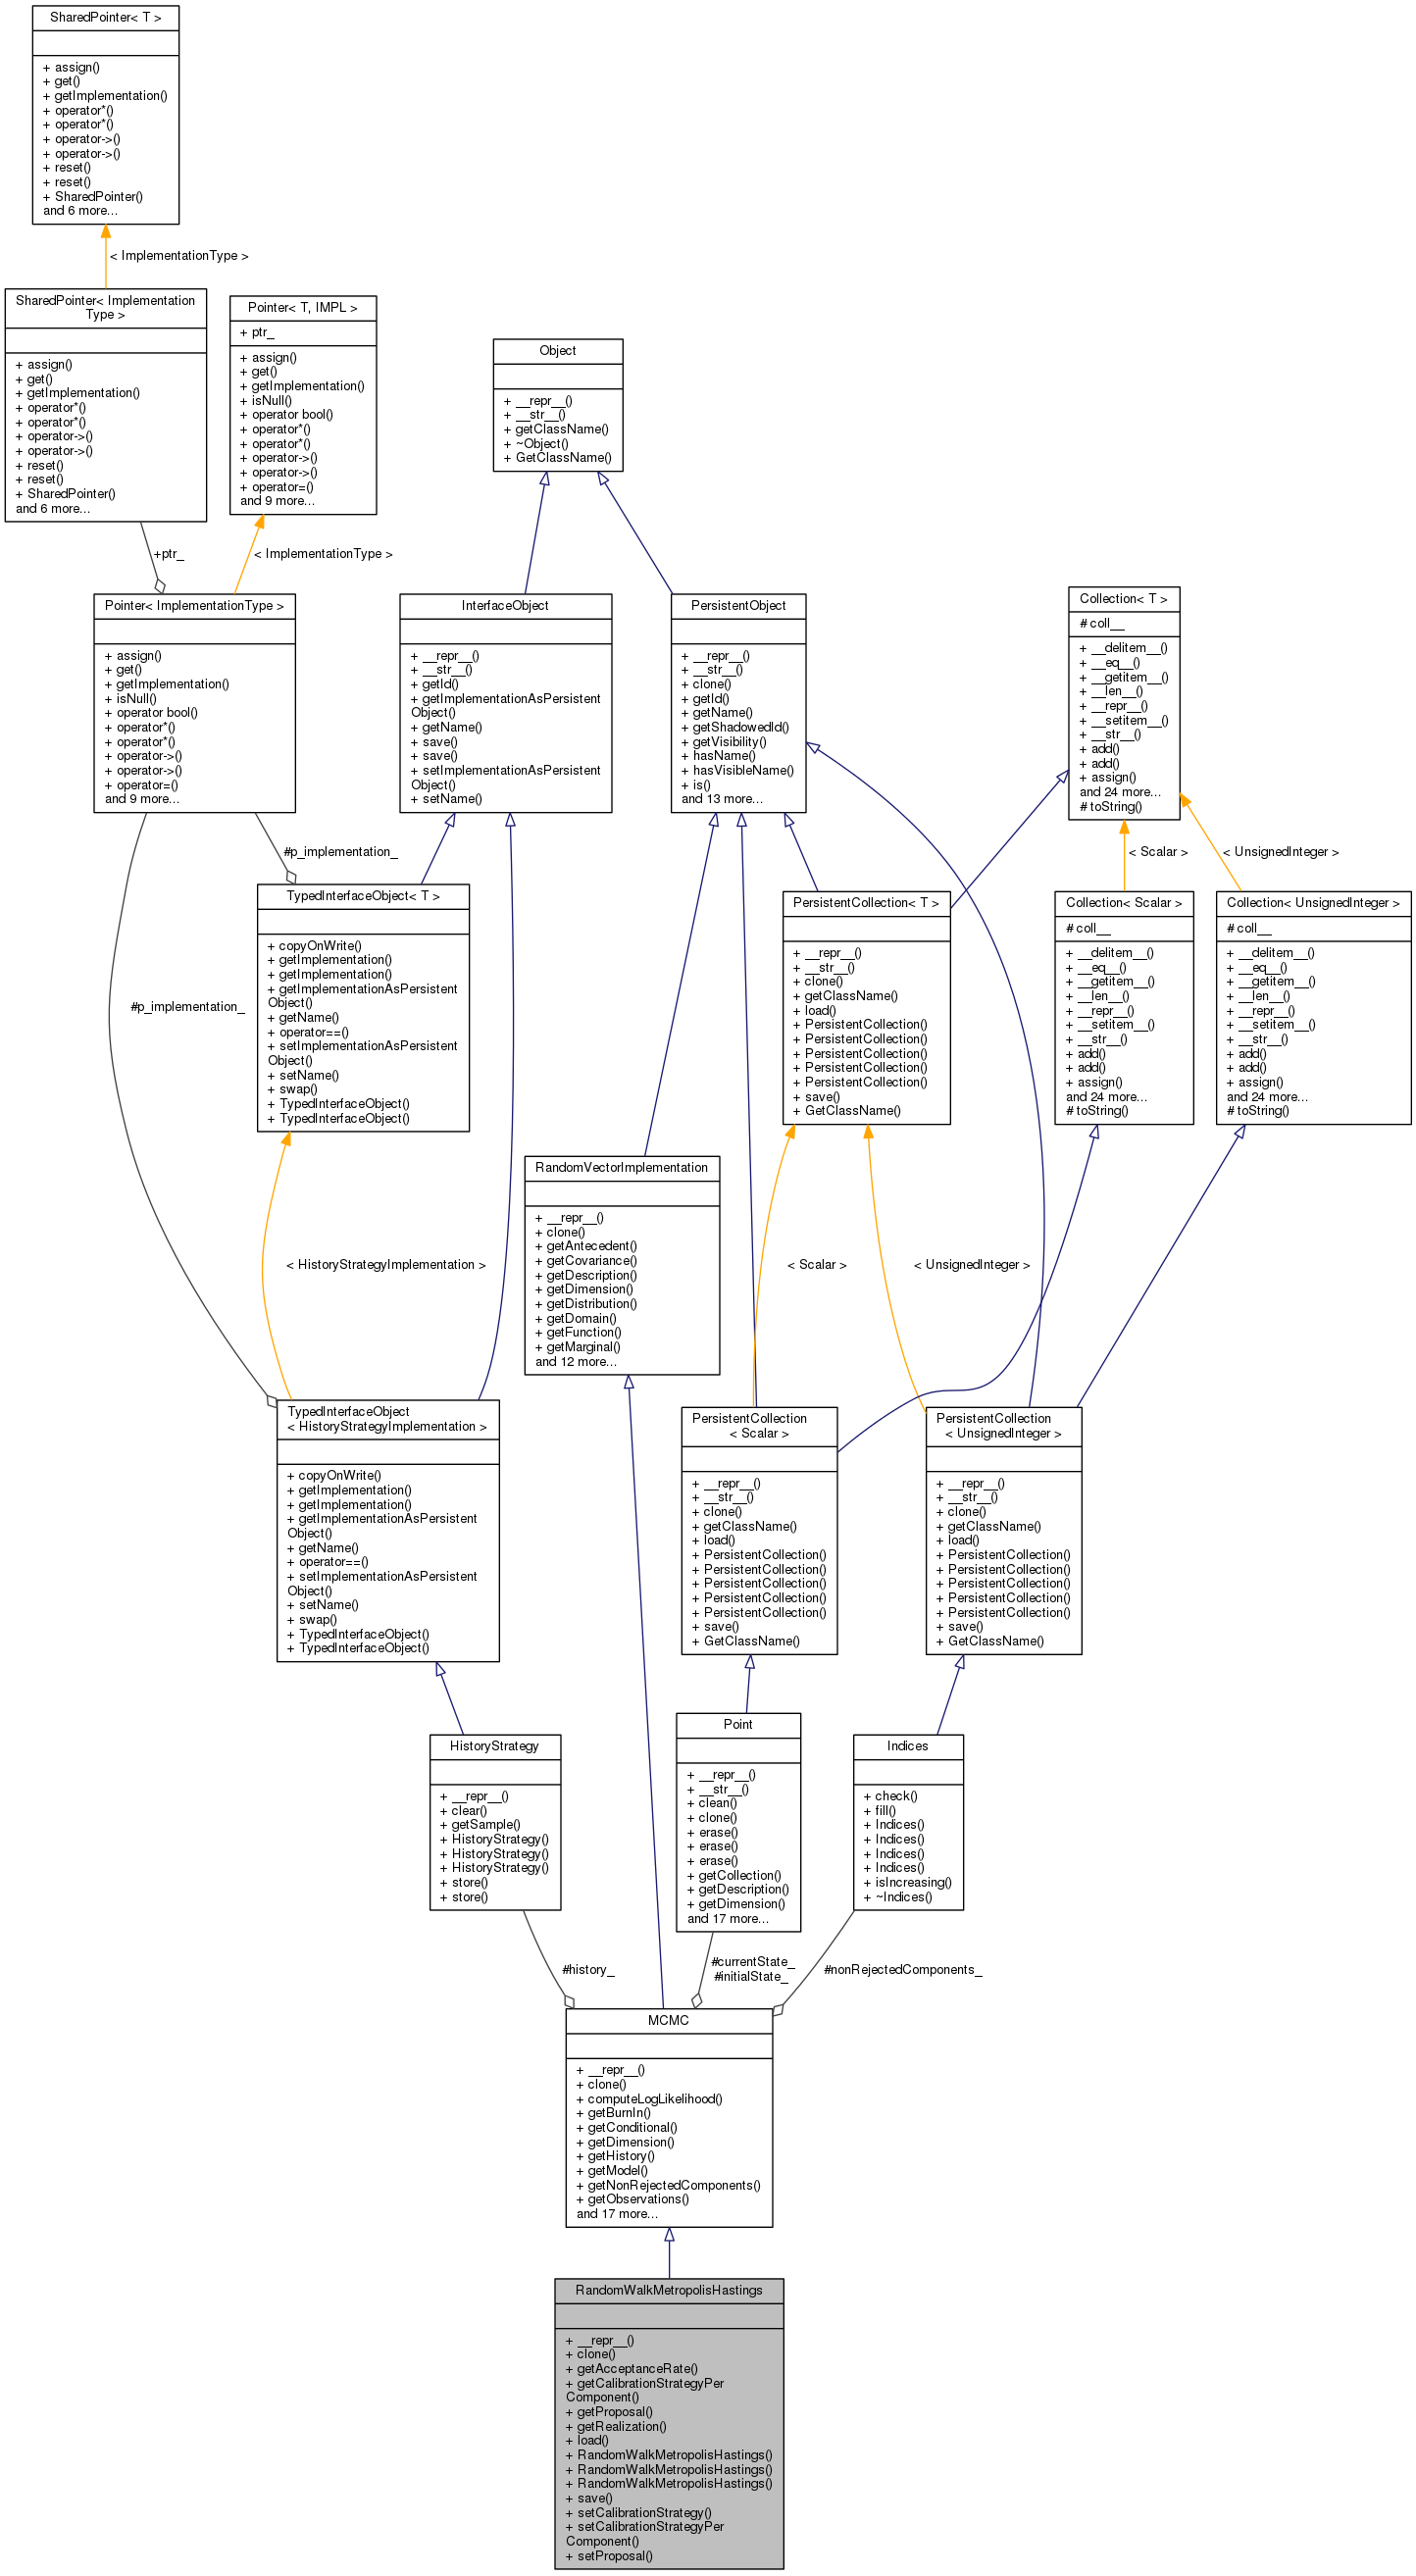 SharedPointer< T >
+ assign()
+ get()
+ getImplementation()
+ operator*()
+ operator*()
+ operator->()
+ operator->()
+ reset()
+ reset()
+ SharedPointer()
and 6 more...
< ImplementationType >
SharedPointer< Implementation
Type >
+ assign()
+ get()
+ getImplementation()
+ operator*()
+ operator*()
+ operator->()
+ operator->()
+ reset()
+ reset()
+ SharedPointer()
and 6 more...
Pointer< T, IMPL >
+ ptr_
+ assign()
+ get()
+ getImplementation()
+ isNull()
+ operator bool()
+ operator*()
+ operator*()
+ operator->()
+ operator->()
+ operator=()
and 9 more...
Object
+ __repr__()
+ __str__()
+ getClassName()
+ ~Object()
+ GetClassName()
+ptr_
< ImplementationType >
Pointer< ImplementationType >
+ assign()
+ get()
+ getImplementation()
+ isNull()
+ operator bool()
+ operator*()
+ operator*()
+ operator->()
+ operator->()
+ operator=()
and 9 more...
InterfaceObject
+ __repr__()
+ __str__()
+ getId()
+ getImplementationAsPersistent
Object()
+ getName()
+ save()
+ save()
+ setImplementationAsPersistent
Object()
+ setName()
PersistentObject
+ __repr__()
+ __str__()
+ clone()
+ getId()
+ getName()
+ getShadowedId()
+ getVisibility()
+ hasName()
+ hasVisibleName()
+ is()
and 13 more...
Collection< T >
# coll__
+ __delitem__()
+ __eq__()
+ __getitem__()
+ __len__()
+ __repr__()
+ __setitem__()
+ __str__()
+ add()
+ add()
+ assign()
and 24 more...
# toString()
#p_implementation_
< Scalar >
< UnsignedInteger >
TypedInterfaceObject< T >
+ copyOnWrite()
+ getImplementation()
+ getImplementation()
+ getImplementationAsPersistent
Object()
+ getName()
+ operator==()
+ setImplementationAsPersistent
Object()
+ setName()
+ swap()
+ TypedInterfaceObject()
+ TypedInterfaceObject()
PersistentCollection< T >
+ __repr__()
+ __str__()
+ clone()
+ getClassName()
+ load()
+ PersistentCollection()
+ PersistentCollection()
+ PersistentCollection()
+ PersistentCollection()
+ PersistentCollection()
+ save()
+ GetClassName()
Collection< Scalar >
# coll__
+ __delitem__()
+ __eq__()
+ __getitem__()
+ __len__()
+ __repr__()
+ __setitem__()
+ __str__()
+ add()
+ add()
+ assign()
and 24 more...
# toString()
Collection< UnsignedInteger >
# coll__
+ __delitem__()
+ __eq__()
+ __getitem__()
+ __len__()
+ __repr__()
+ __setitem__()
+ __str__()
+ add()
+ add()
+ assign()
and 24 more...
# toString()
#p_implementation_
RandomVectorImplementation
+ __repr__()
+ clone()
+ getAntecedent()
+ getCovariance()
+ getDescription()
+ getDimension()
+ getDistribution()
+ getDomain()
+ getFunction()
+ getMarginal()
and 12 more...
< HistoryStrategyImplementation >
< Scalar >
< UnsignedInteger >
TypedInterfaceObject
< HistoryStrategyImplementation >
+ copyOnWrite()
+ getImplementation()
+ getImplementation()
+ getImplementationAsPersistent
Object()
+ getName()
+ operator==()
+ setImplementationAsPersistent
Object()
+ setName()
+ swap()
+ TypedInterfaceObject()
+ TypedInterfaceObject()
PersistentCollection
< Scalar >
+ __repr__()
+ __str__()
+ clone()
+ getClassName()
+ load()
+ PersistentCollection()
+ PersistentCollection()
+ PersistentCollection()
+ PersistentCollection()
+ PersistentCollection()
+ save()
+ GetClassName()
PersistentCollection
< UnsignedInteger >
+ __repr__()
+ __str__()
+ clone()
+ getClassName()
+ load()
+ PersistentCollection()
+ PersistentCollection()
+ PersistentCollection()
+ PersistentCollection()
+ PersistentCollection()
+ save()
+ GetClassName()
HistoryStrategy
+ __repr__()
+ clear()
+ getSample()
+ HistoryStrategy()
+ HistoryStrategy()
+ HistoryStrategy()
+ store()
+ store()
Point
+ __repr__()
+ __str__()
+ clean()
+ clone()
+ erase()
+ erase()
+ erase()
+ getCollection()
+ getDescription()
+ getDimension()
and 17 more...
Indices
+ check()
+ fill()
+ Indices()
+ Indices()
+ Indices()
+ Indices()
+ isIncreasing()
+ ~Indices()
#history_
#currentState_
#initialState_
#nonRejectedComponents_
MCMC
+ __repr__()
+ clone()
+ computeLogLikelihood()
+ getBurnIn()
+ getConditional()
+ getDimension()
+ getHistory()
+ getModel()
+ getNonRejectedComponents()
+ getObservations()
and 17 more...
RandomWalkMetropolisHastings
+ __repr__()
+ clone()
+ getAcceptanceRate()
+ getCalibrationStrategyPer
Component()
+ getProposal()
+ getRealization()
+ load()
+ RandomWalkMetropolisHastings()
+ RandomWalkMetropolisHastings()
+ RandomWalkMetropolisHastings()
+ save()
+ setCalibrationStrategy()
+ setCalibrationStrategyPer
Component()
+ setProposal()